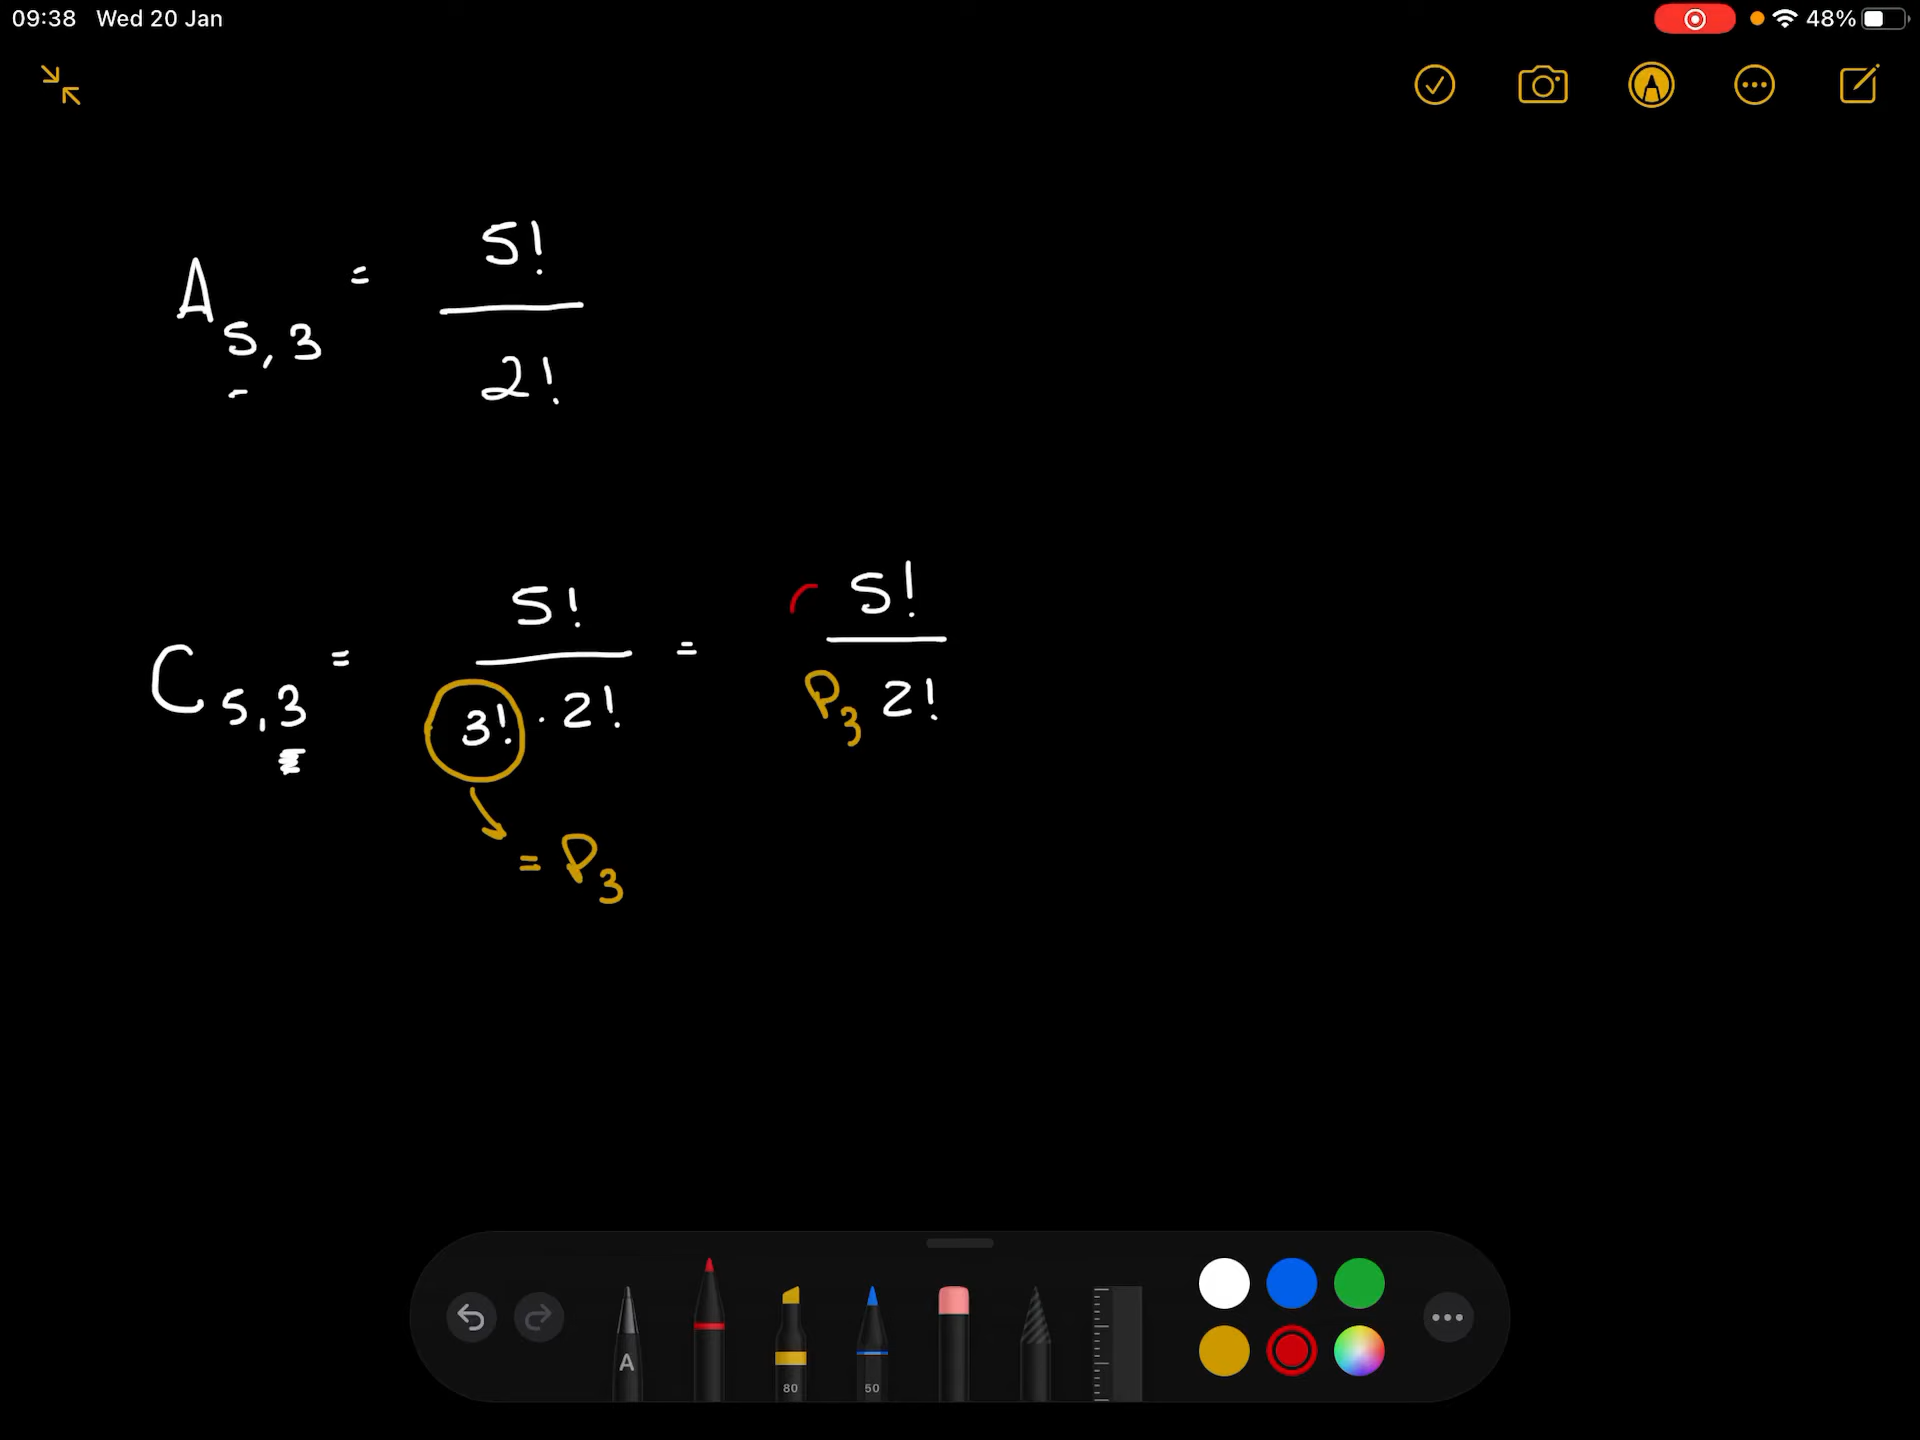 09:38 Wed 20 Jan 48%
A5,3 = 5!
2!
C5,3 = 5! = 5!
3! · 2! P3 2!
= P3
A 80 50